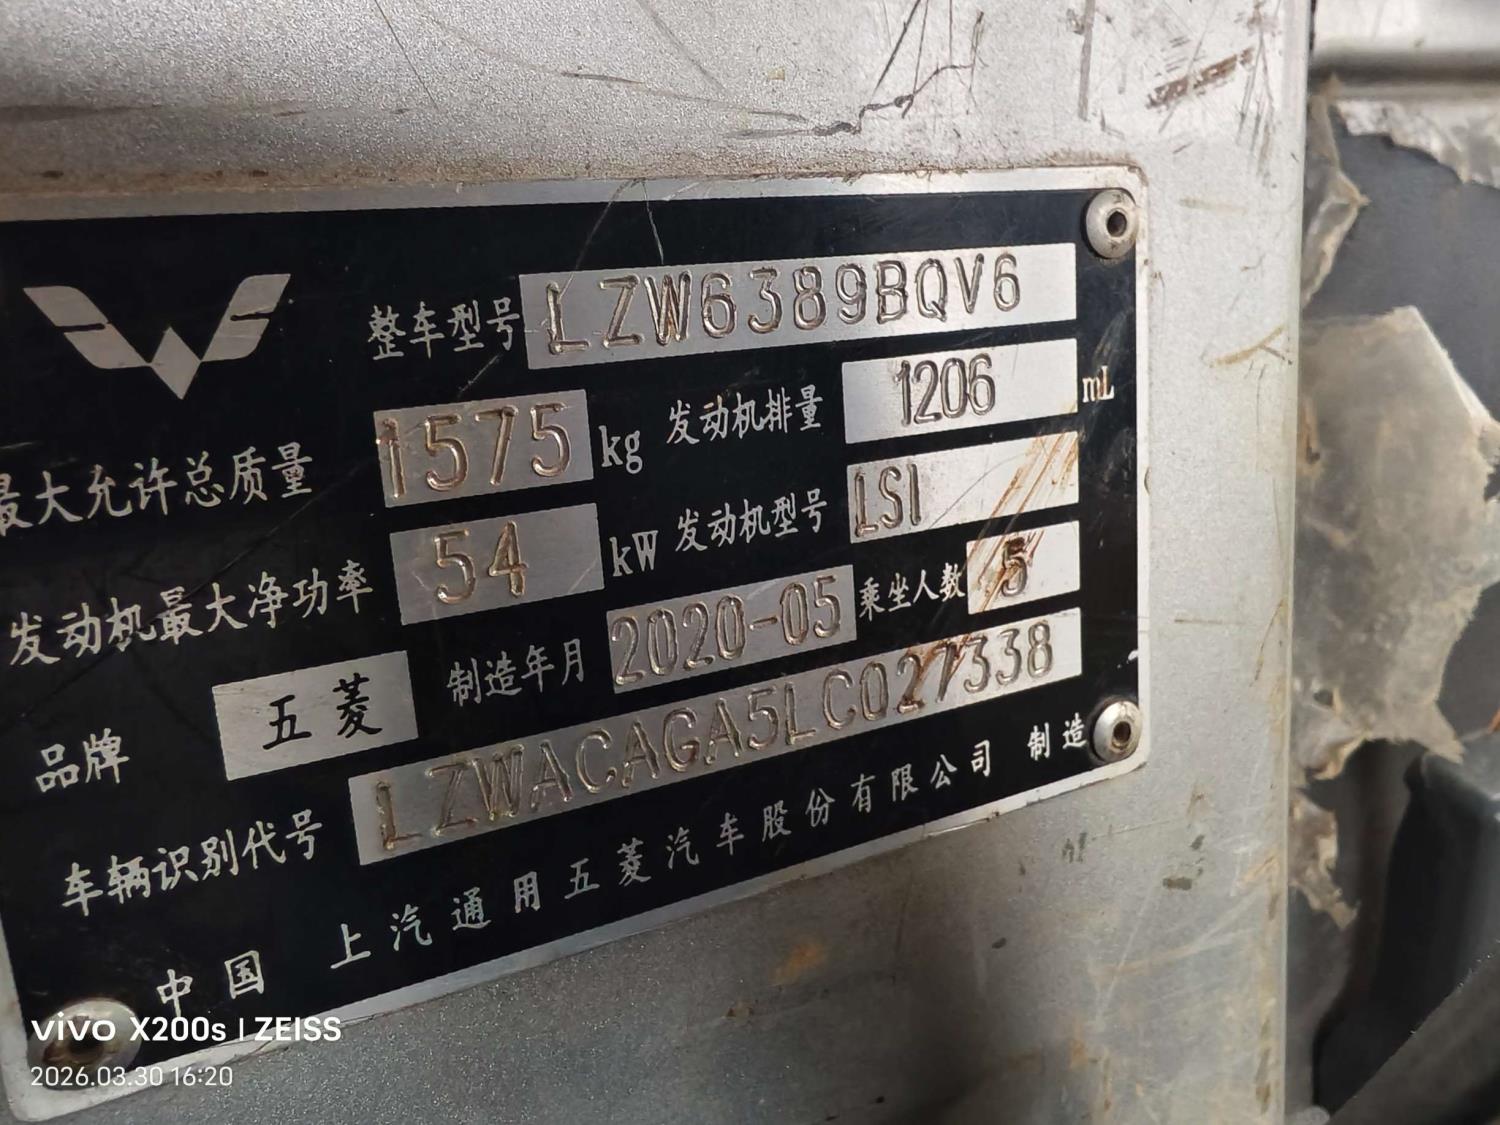 整车型号 LZW6389BQV6
最大允许总质量 1575 kg 发动机排量 1206 mL
发动机最大净功率 54 kW 发动机型号 LSI
品牌 五菱 制造年月 2020-05 乘坐人数 5
车辆识别代号 LZWACAGA5LC027338
中国 上汽通用五菱汽车股份有限公司 制造
vivo X200s | ZEISS
2026.03.30 16:20